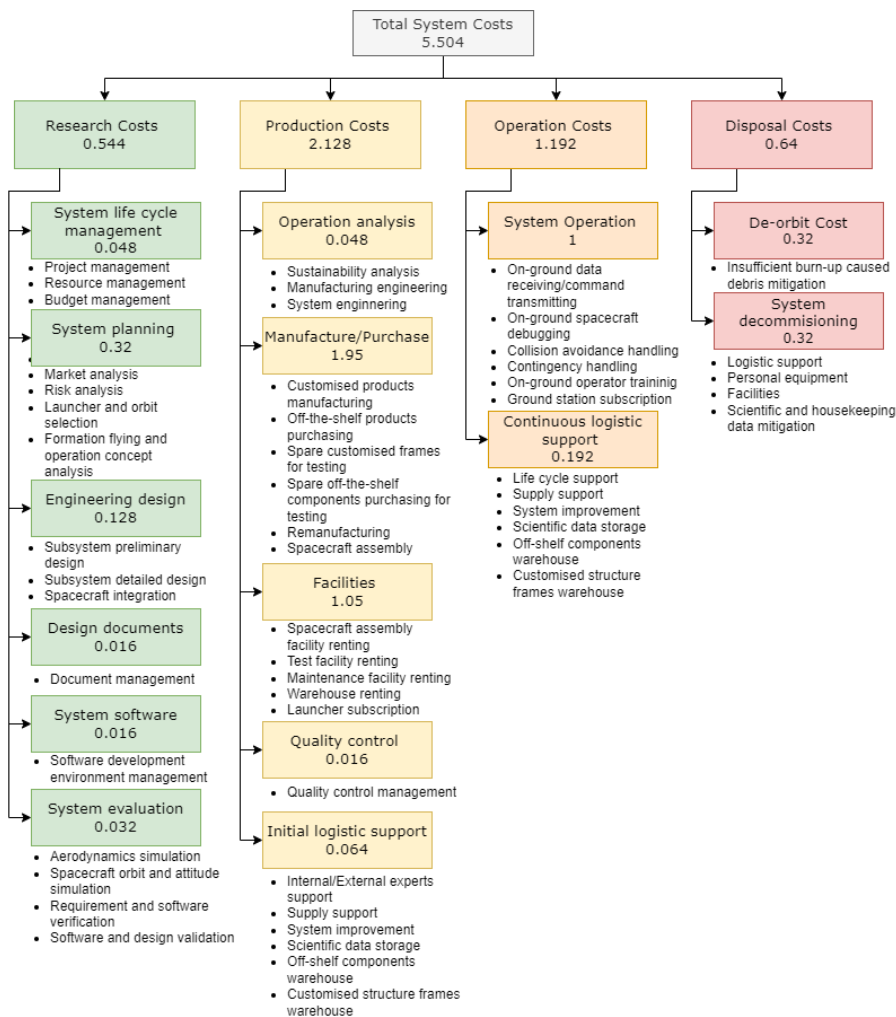 Total System Costs
5.504
Research Costs
0.544
Production Costs
2.128
Operation Costs
1.192
Disposal Costs
0.64
System life cycle
management
0.048
Project management
Resource management
Budget management
System planning
0.32
Market analysis
Risk analysis
Launcher and orbit
selection
Formation flying and
operation concept
analysis
Engineering design
0.128
Subsystem preliminary
design
Subsystem detailed design
Spacecraft integration
Design documents
0.016
Document management
System software
0.016
Software development
environment management
System evaluation
0.032
Aerodynamics simulation
Spacecraft orbit and attitude
simulation
Requirement and software
verification
Software and design validation
Operation analysis
0.048
Sustainability analysis
Manufacturing engineering
System enginnering
Manufacture/Purchase
1.95
Customised products
manufacturing
Off-the-shelf products
purchasing
Spare customised frames
for testing
Spare off-the-shelf
components purchasing for
testing
Remanufacturing
Spacecraft assembly
Facilities
1.05
Spacecraft assembly
facility renting
Test facility renting
Maintenance facility renting
Warehouse renting
Launcher subscription
Quality control
0.016
Quality control management
Initial logistic support
0.064
Internal/External experts
support
Supply support
System improvement
Scientific data storage
Off-shelf components
warehouse
Customised structure frames
warehouse
System Operation
1
On-ground data
receiving/command
transmitting
On-ground spacecraft
debugging
Collision avoidance handling
Contingency handling
On-ground operator traininig
Ground station subscription
Continuous logistic
support
0.192
Life cycle support
Supply support
System improvement
Scientific data storage
Off-shelf components
warehouse
Customised structure
frames warehouse
De-orbit Cost
0.32
Insufficient burn-up caused
debris mitigation
System
decommisioning
0.32
Logistic support
Personal equipment
Facilities
Scientific and housekeeping
data mitigation